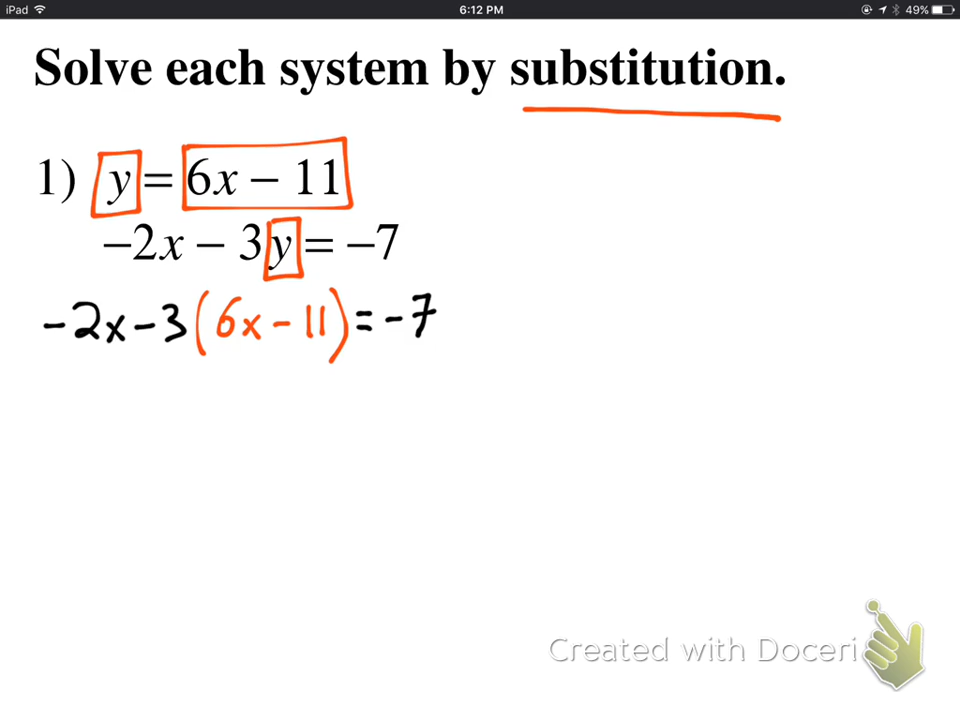 iPad 6:12 PM 49%
Solve each system by substitution.
1) y = 6x − 11
−2x − 3y = −7
-2x-3(6x-11)=-7
Created with Doceri